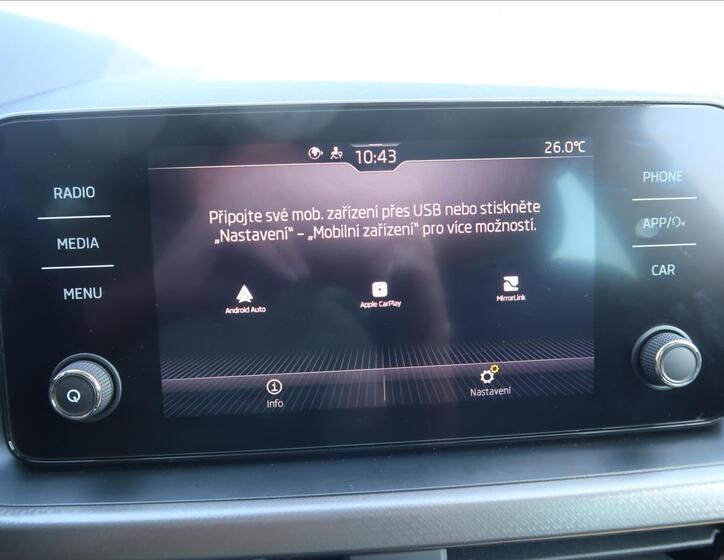 10:43
26.0°C
RADIO
MEDIA
MENU
Připojte své mob. zařízení přes USB nebo stiskněte
„Nastavení“ – „Mobilní zařízení“ pro více možností.
Android Auto
Apple CarPlay
MirrorLink
Info
Nastavení
PHONE
APP/
CAR